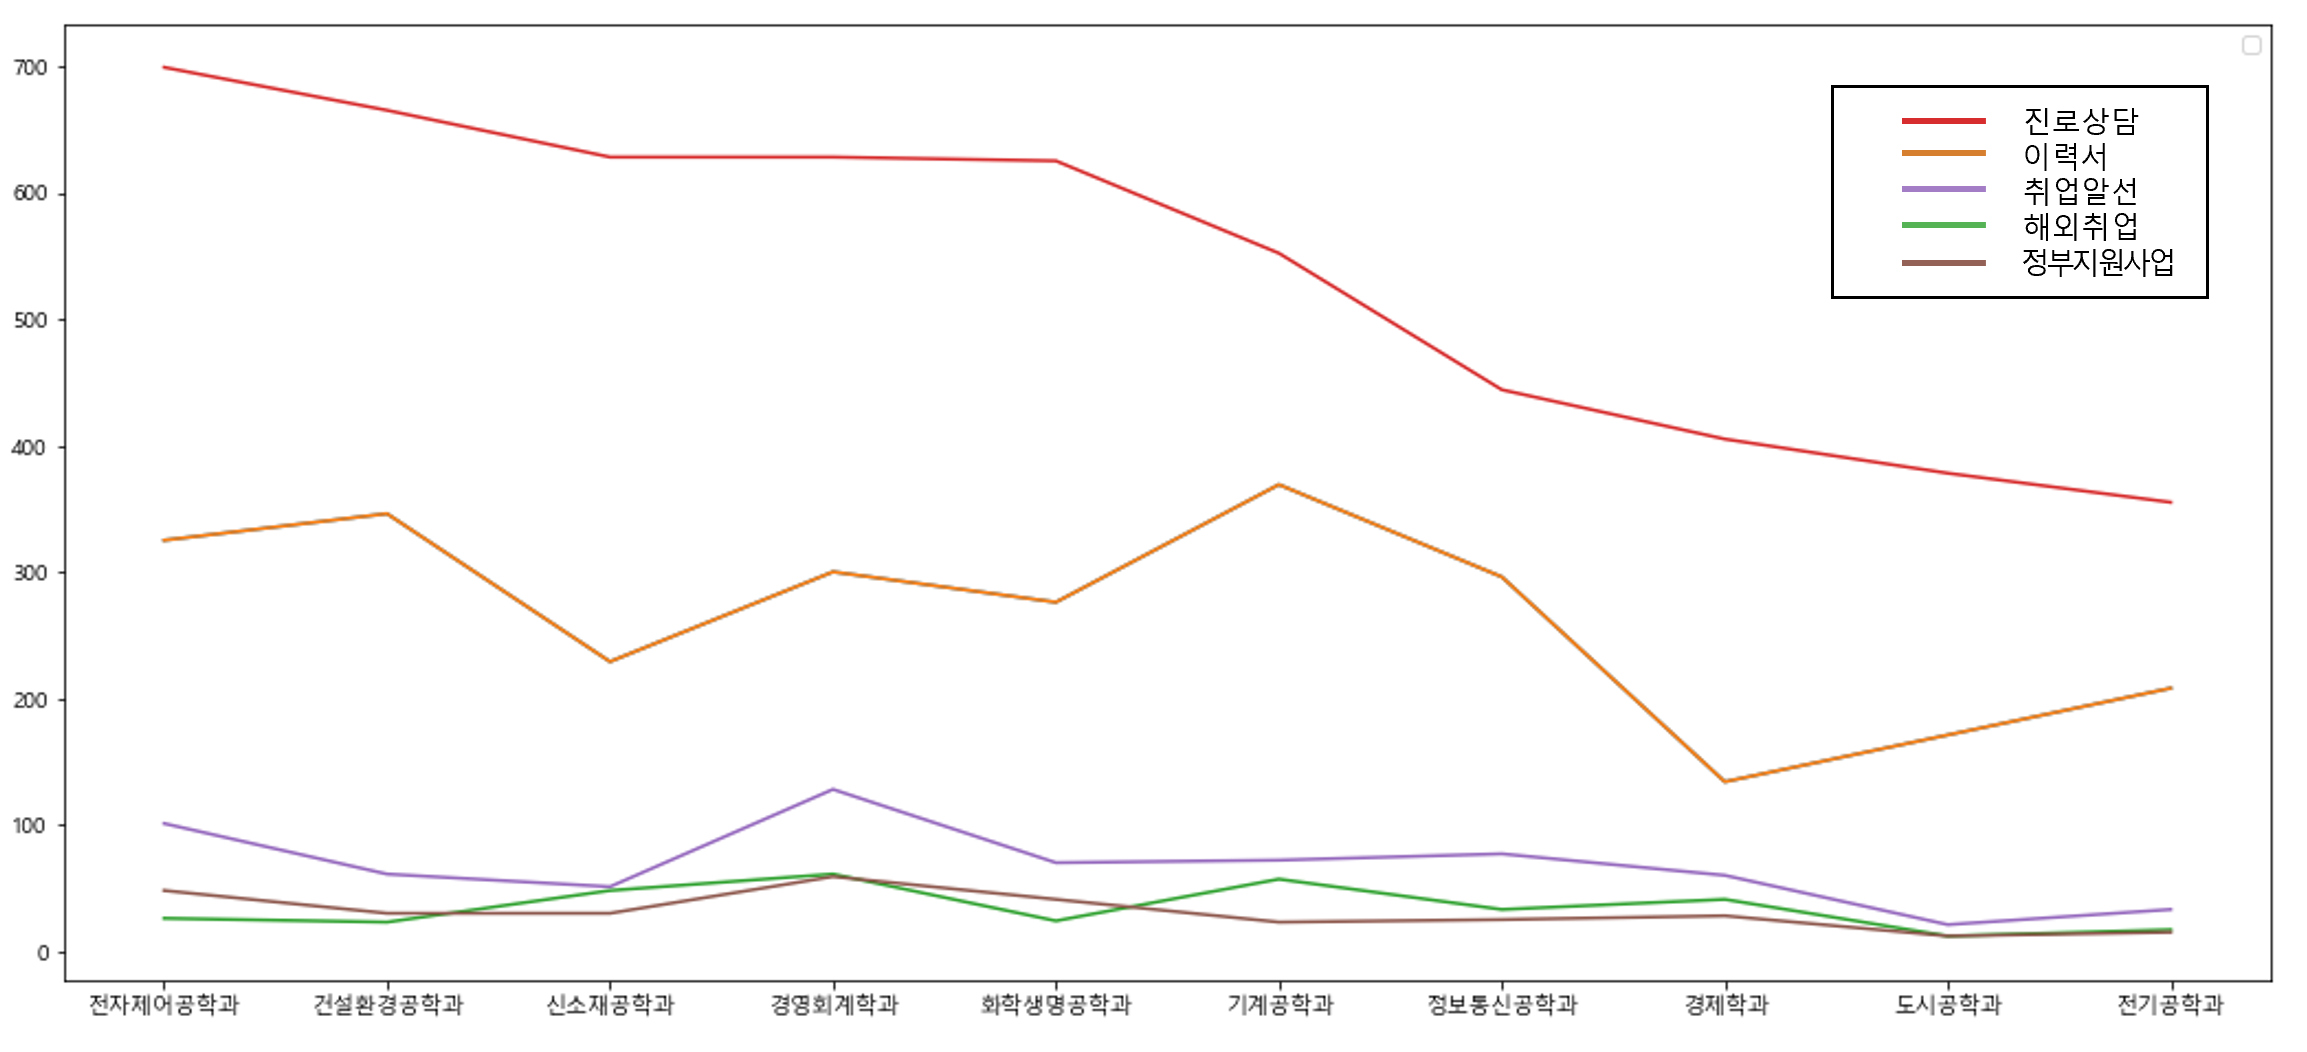 700
600
500
400
300
200
100
0
진로상담
이력서
취업알선
해외취업
정부지원사업
전자제어공학과 건설환경공학과 신소재공학과 경영회계학과 화학생명공학과 기계공학과 정보통신공학과 경제학과 도시공학과 전기공학과